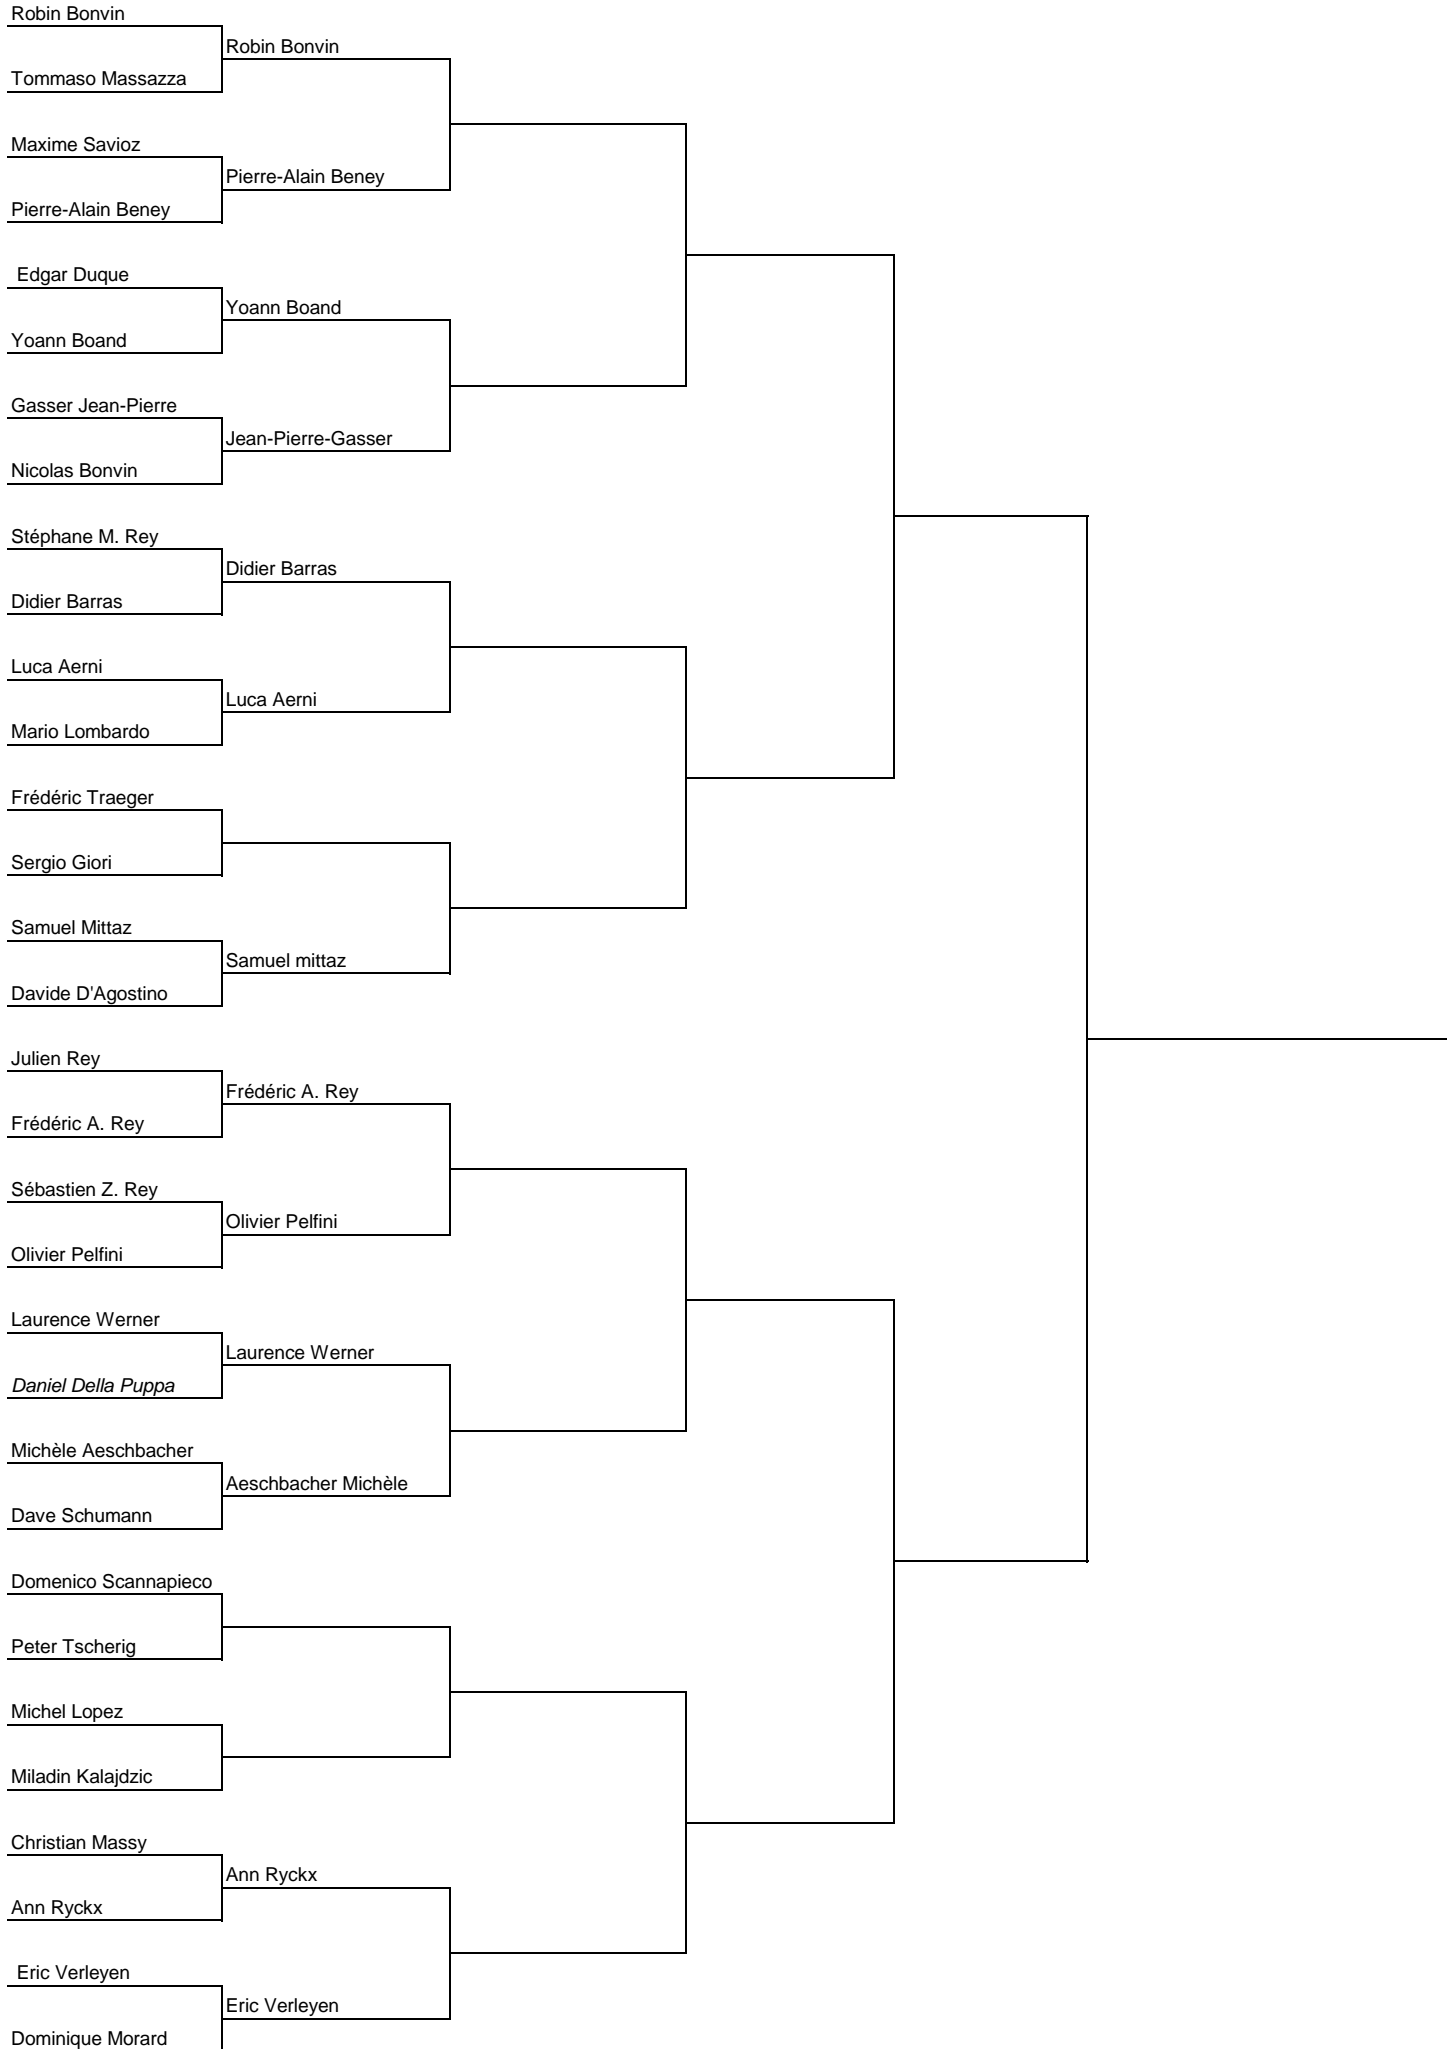 Robin Bonvin
Robin Bonvin
Tommaso Massazza
Maxime Savioz
Pierre-Alain Beney
Pierre-Alain Beney
Edgar Duque
Yoann Boand
Yoann Boand
Gasser Jean-Pierre
Jean-Pierre-Gasser
Nicolas Bonvin
Stéphane M. Rey
Didier Barras
Didier Barras
Luca Aerni
Luca Aerni
Mario Lombardo
Frédéric Traeger
Sergio Giori
Samuel Mittaz
Samuel mittaz
Davide D'Agostino
Julien Rey
Frédéric A. Rey
Frédéric A. Rey
Sébastien Z. Rey
Olivier Pelfini
Olivier Pelfini
Laurence Werner
Laurence Werner
Daniel Della Puppa
Michèle Aeschbacher
Aeschbacher Michèle
Dave Schumann
Domenico Scannapieco
Peter Tscherig
Michel Lopez
Miladin Kalajdzic
Christian Massy
Ann Ryckx
Ann Ryckx
Eric Verleyen
Eric Verleyen
Dominique Morard